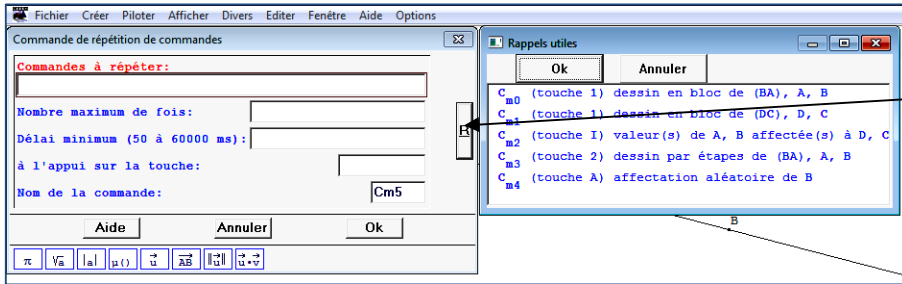 Fichier Créer Piloter Afficher Divers Editer Fenêtre Aide Options
Commande de répétition de commandes
Commandes à répéter:
Nombre maximum de fois:
Délai minimum (50 à 60000 ms):
R
à l'appui sur la touche:
Nom de la commande: Cm5
Aide Annuler Ok
π √a |a| μ() u⃗ AB⃗ ||u⃗|| u⃗·v⃗
Rappels utiles
Ok Annuler
Cm0 (touche 1) dessin en bloc de (BA), A, B
Cm1 (touche 1) dessin en bloc de (DC), D, C
Cm2 (touche I) valeur(s) de A, B affectée(s) à D, C
Cm3 (touche 2) dessin par étapes de (BA), A, B
Cm4 (touche A) affectation aléatoire de B
B